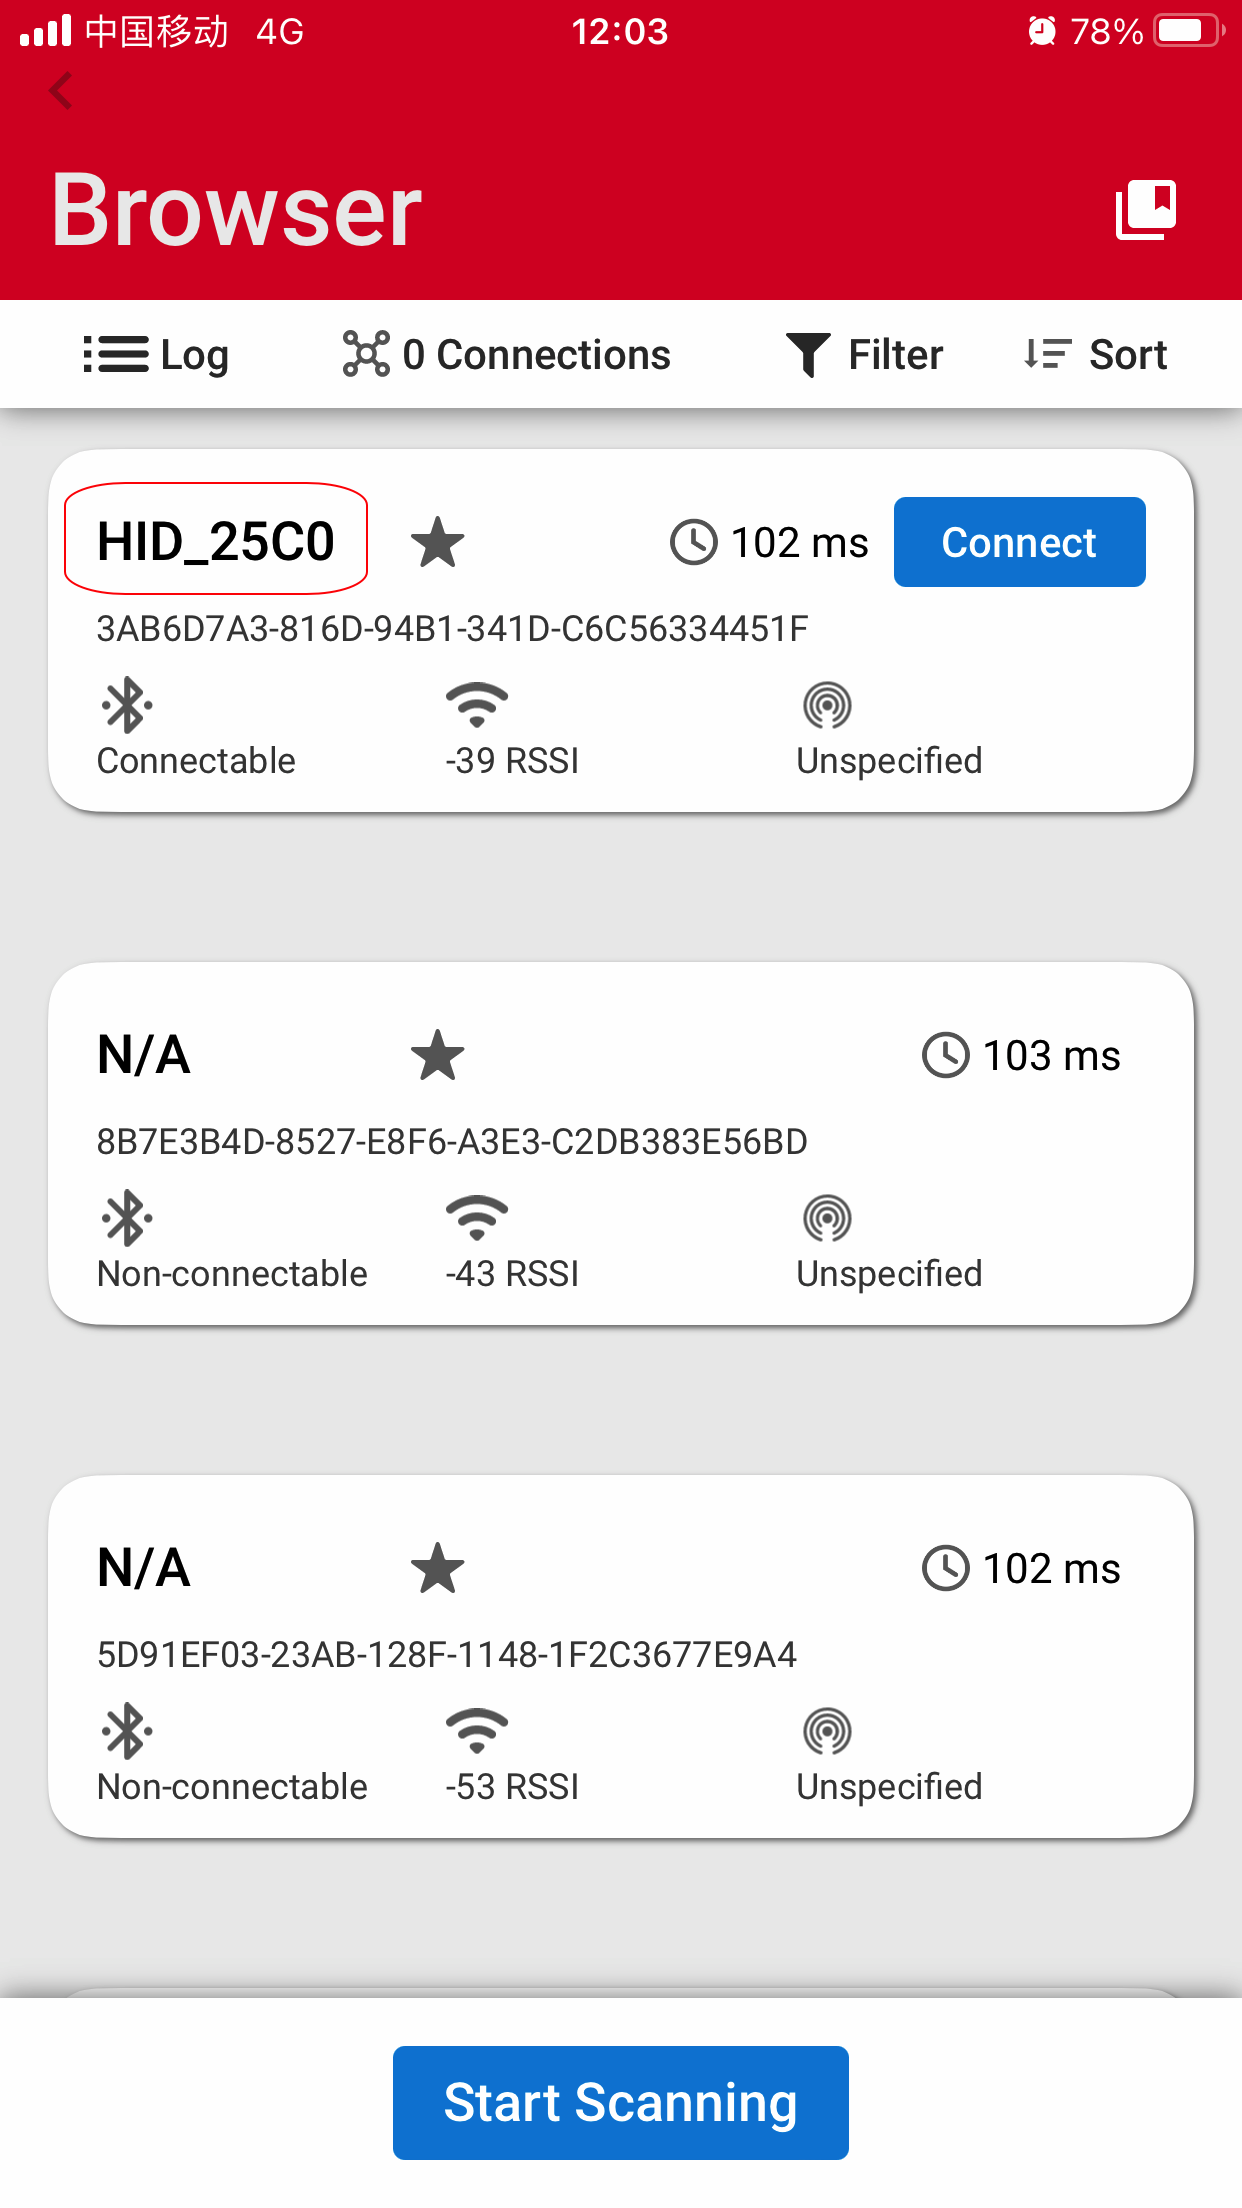 中国移动 4G 12:03 78%
Browser
Log 0 Connections Filter Sort
HID_25C0 102 ms Connect
3AB6D7A3-816D-94B1-341D-C6C56334451F
Connectable -39 RSSI Unspecified
N/A 103 ms
8B7E3B4D-8527-E8F6-A3E3-C2DB383E56BD
Non-connectable -43 RSSI Unspecified
N/A 102 ms
5D91EF03-23AB-128F-1148-1F2C3677E9A4
Non-connectable -53 RSSI Unspecified
Start Scanning